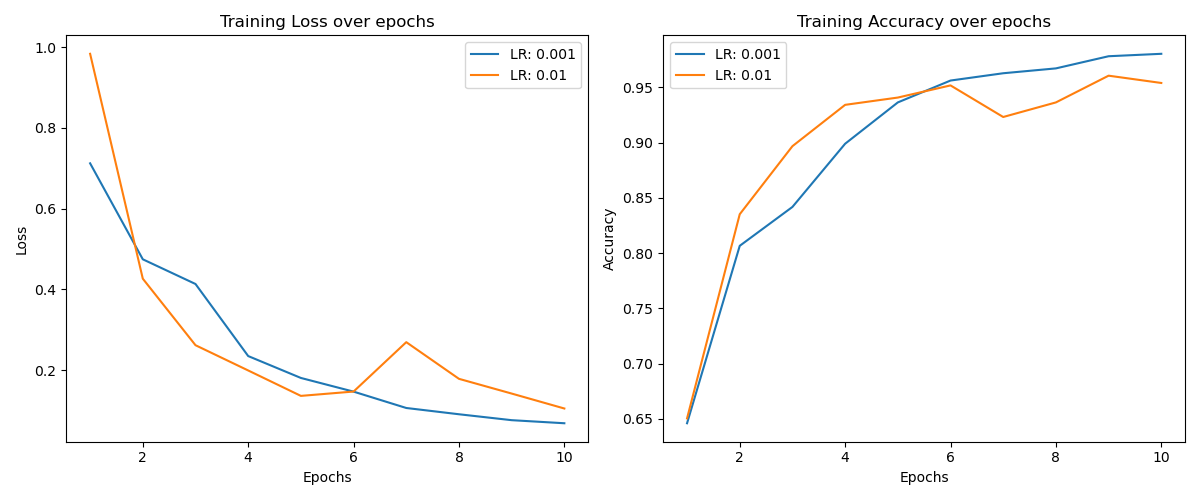 Training Loss over epochs
LR: 0.001
LR: 0.01
Loss
1.0
0.8
0.6
0.4
0.2
2 4 6 8 10
Epochs
Training Accuracy over epochs
LR: 0.001
LR: 0.01
Accuracy
0.95
0.90
0.85
0.80
0.75
0.70
0.65
2 4 6 8 10
Epochs